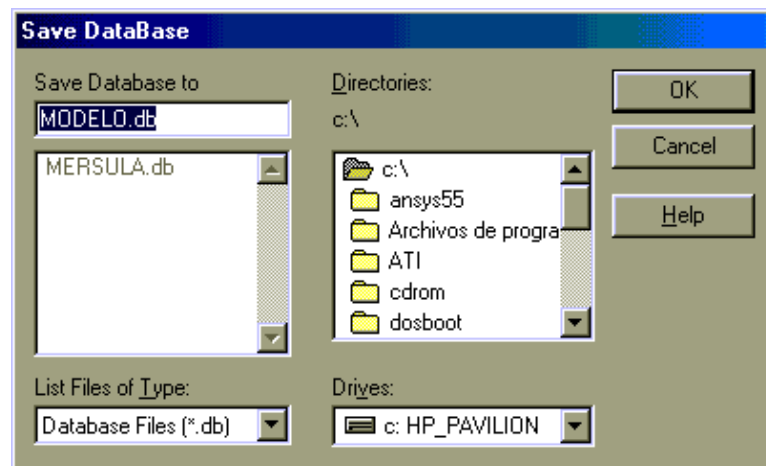 Save DataBase
Save Database to
MODELO.db
MERSULA.db
List Files of Type:
Database Files (*.db)
Directories:
c:\
c:\
ansys55
Archivos de progra
ATI
cdrom
dosboot
Drives:
c: HP_PAVILION
OK
Cancel
Help